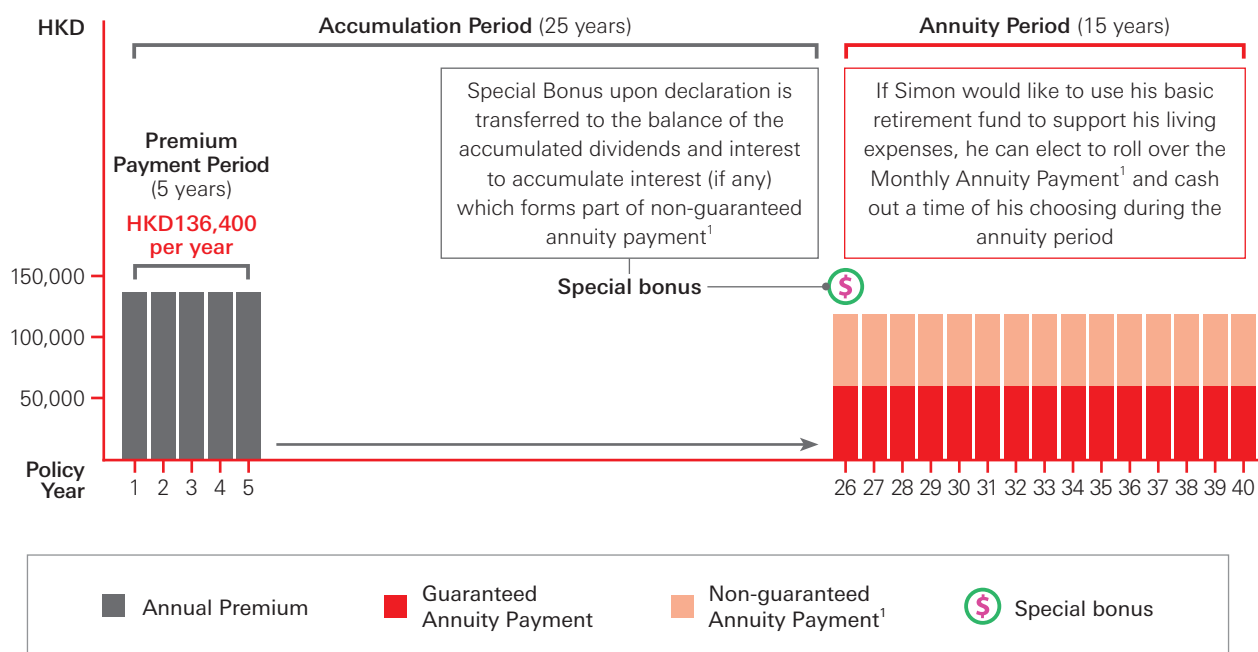 HKD
Accumulation Period (25 years)
Annuity Period (15 years)
Special Bonus upon declaration is
transferred to the balance of the
accumulated dividends and interest
to accumulate interest (if any)
which forms part of non-guaranteed
annuity payment1
If Simon would like to use his basic
retirement fund to support his living
expenses, he can elect to roll over the
Monthly Annuity Payment1 and cash
out a time of his choosing during the
annuity period
Premium
Payment Period
(5 years)
HKD136,400
per year
Special bonus
$
150,000
100,000
50,000
Policy
Year
1 2 3 4 5
26 27 28 29 30 31 32 33 34 35 36 37 38 39 40
Annual Premium
Guaranteed
Annuity Payment
Non-guaranteed
Annuity Payment1
$ Special bonus